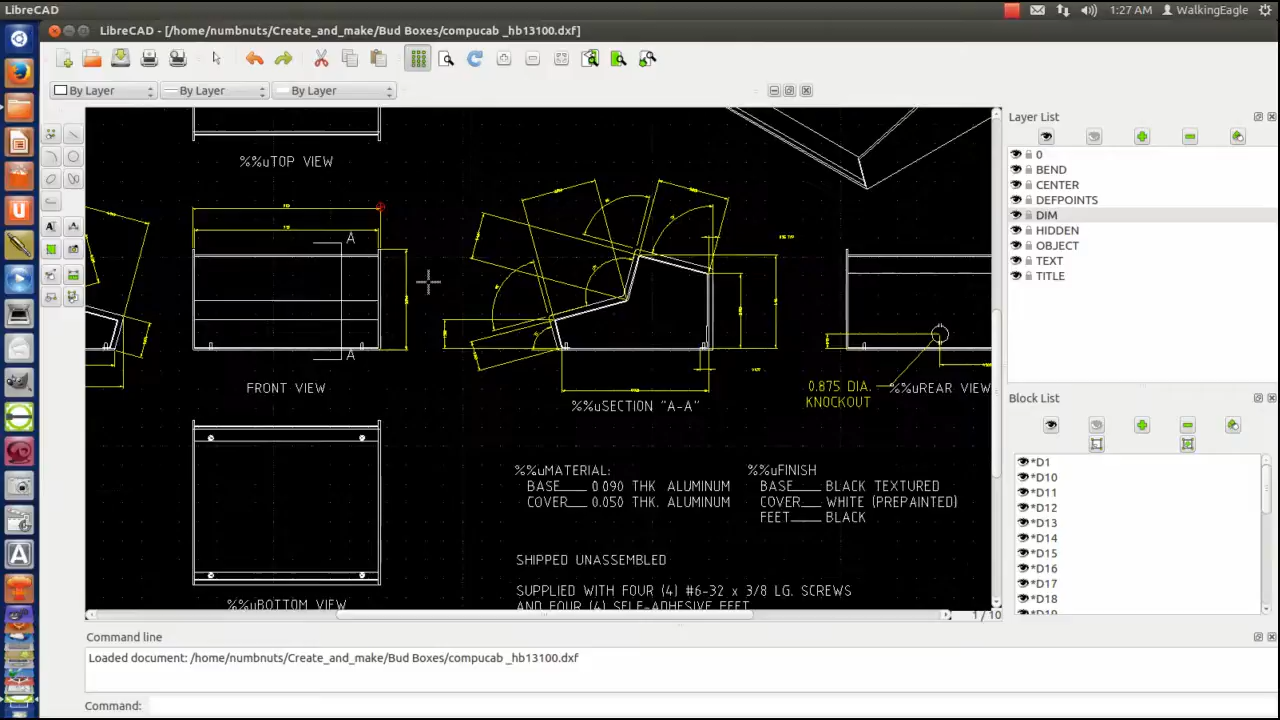 LibreCAD
1:27 AM
WalkingEagle
LibreCAD - [/home/numbnuts/Create_and_make/Bud Boxes/compucab _hb13100.dxf]
By Layer
By Layer
By Layer
%%uTOP VIEW
A
A
FRONT VIEW
%%uSECTION "A-A"
0.875 DIA.
KNOCKOUT
%%uREAR VIEW
%%uMATERIAL:
BASE___ 0.090 THK ALUMINUM
COVER___ 0.050 THK. ALUMINUM
%%uFINISH
BASE____ BLACK TEXTURED
COVER___ WHITE (PREPAINTED)
FEET____ BLACK
SHIPPED UNASSEMBLED
SUPPLIED WITH FOUR (4) #6-32 x 3/8 LG. SCREWS
AND FOUR (4) SELF-ADHESIVE FEET
%%uBOTTOM VIEW
1 / 10
Layer List
0
BEND
CENTER
DEFPOINTS
DIM
HIDDEN
OBJECT
TEXT
TITLE
Block List
*D1
*D10
*D11
*D12
*D13
*D14
*D15
*D16
*D17
*D18
*D19
Command line
Loaded document: /home/numbnuts/Create_and_make/Bud Boxes/compucab _hb13100.dxf
Command: